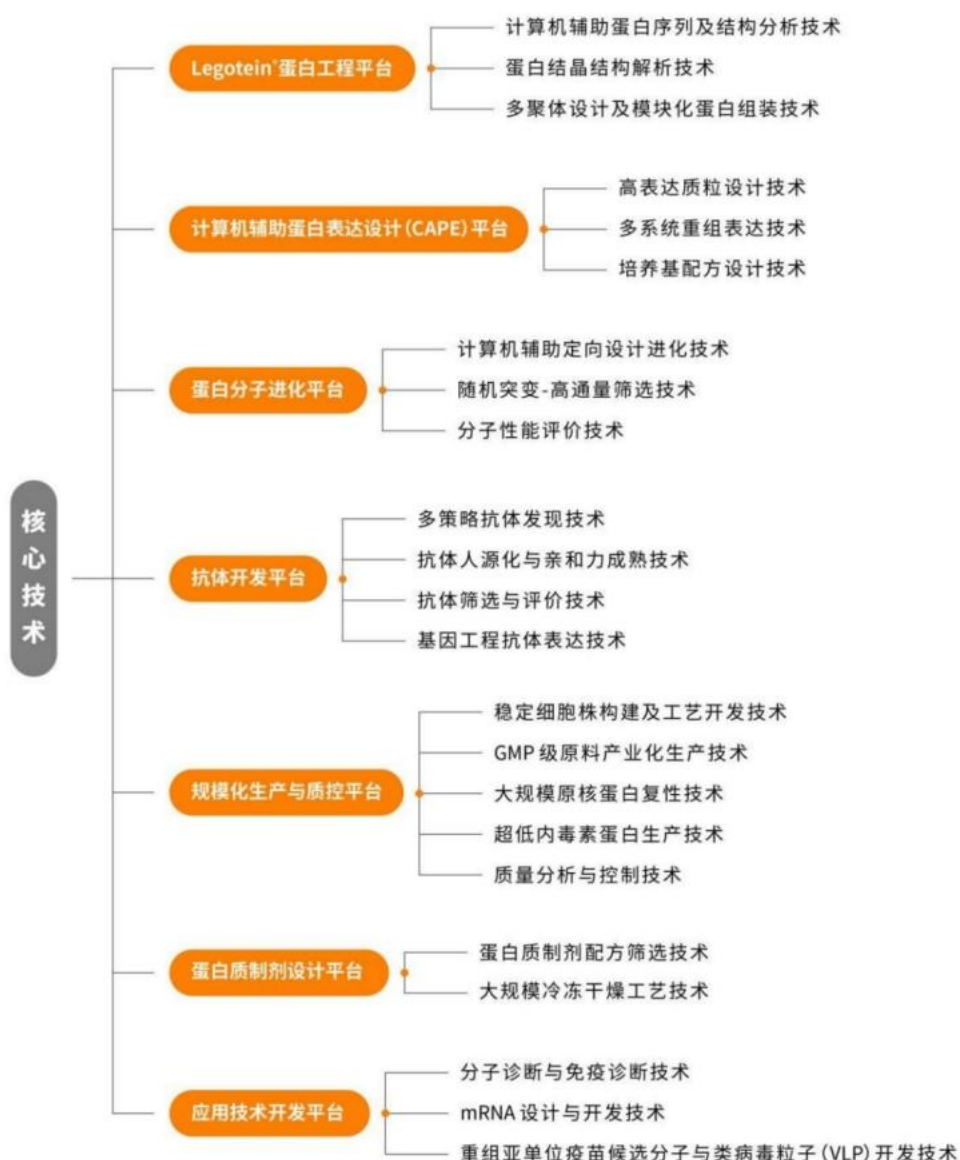 核心技术
Legotein®蛋白工程平台
计算机辅助蛋白序列及结构分析技术
蛋白结晶结构解析技术
多聚体设计及模块化蛋白组装技术
计算机辅助蛋白表达设计(CAPE)平台
高表达质粒设计技术
多系统重组表达技术
培养基配方设计技术
蛋白分子进化平台
计算机辅助定向设计进化技术
随机突变-高通量筛选技术
分子性能评价技术
抗体开发平台
多策略抗体发现技术
抗体人源化与亲和力成熟技术
抗体筛选与评价技术
基因工程抗体表达技术
规模化生产与质控平台
稳定细胞株构建及工艺开发技术
GMP 级原料产业化生产技术
大规模原核蛋白复性技术
超低内毒素蛋白生产技术
质量分析与控制技术
蛋白质制剂设计平台
蛋白质制剂配方筛选技术
大规模冷冻干燥工艺技术
应用技术开发平台
分子诊断与免疫诊断技术
mRNA 设计与开发技术
重组亚单位疫苗候选分子与类病毒粒子(VLP)开发技术